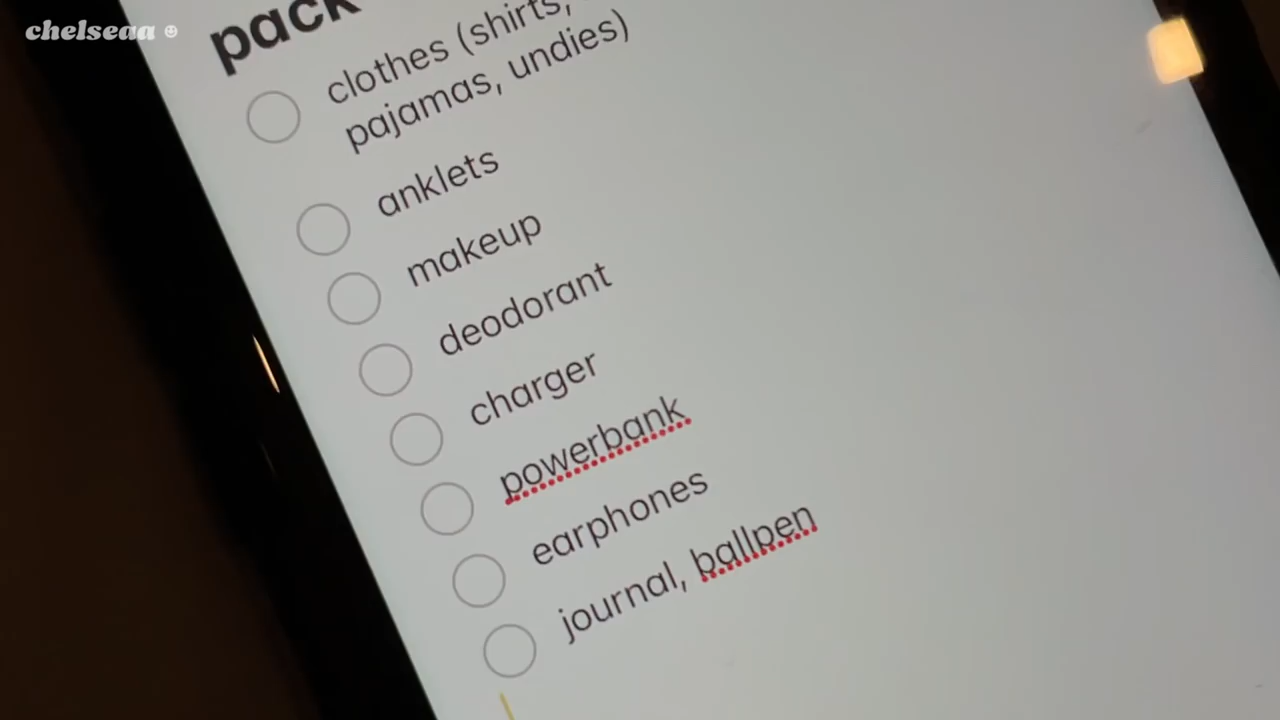 chelseaa ☺
pack
clothes (shirts,
pajamas, undies)
anklets
makeup
deodorant
charger
powerbank
earphones
journal, ballpen